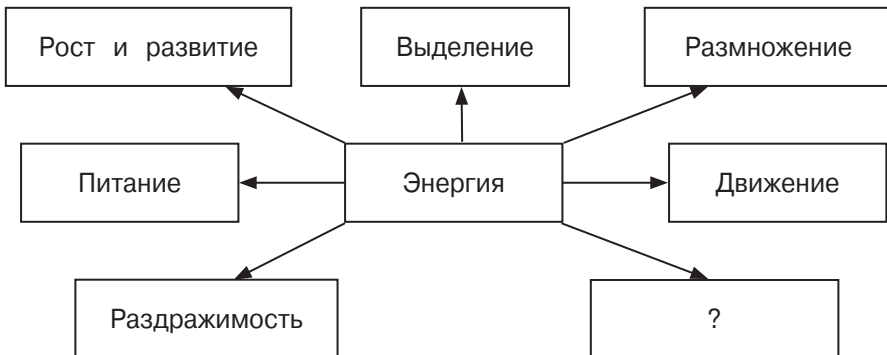 Рост и развитие
Выделение
Размножение
Питание
Энергия
Движение
Раздражимость
?